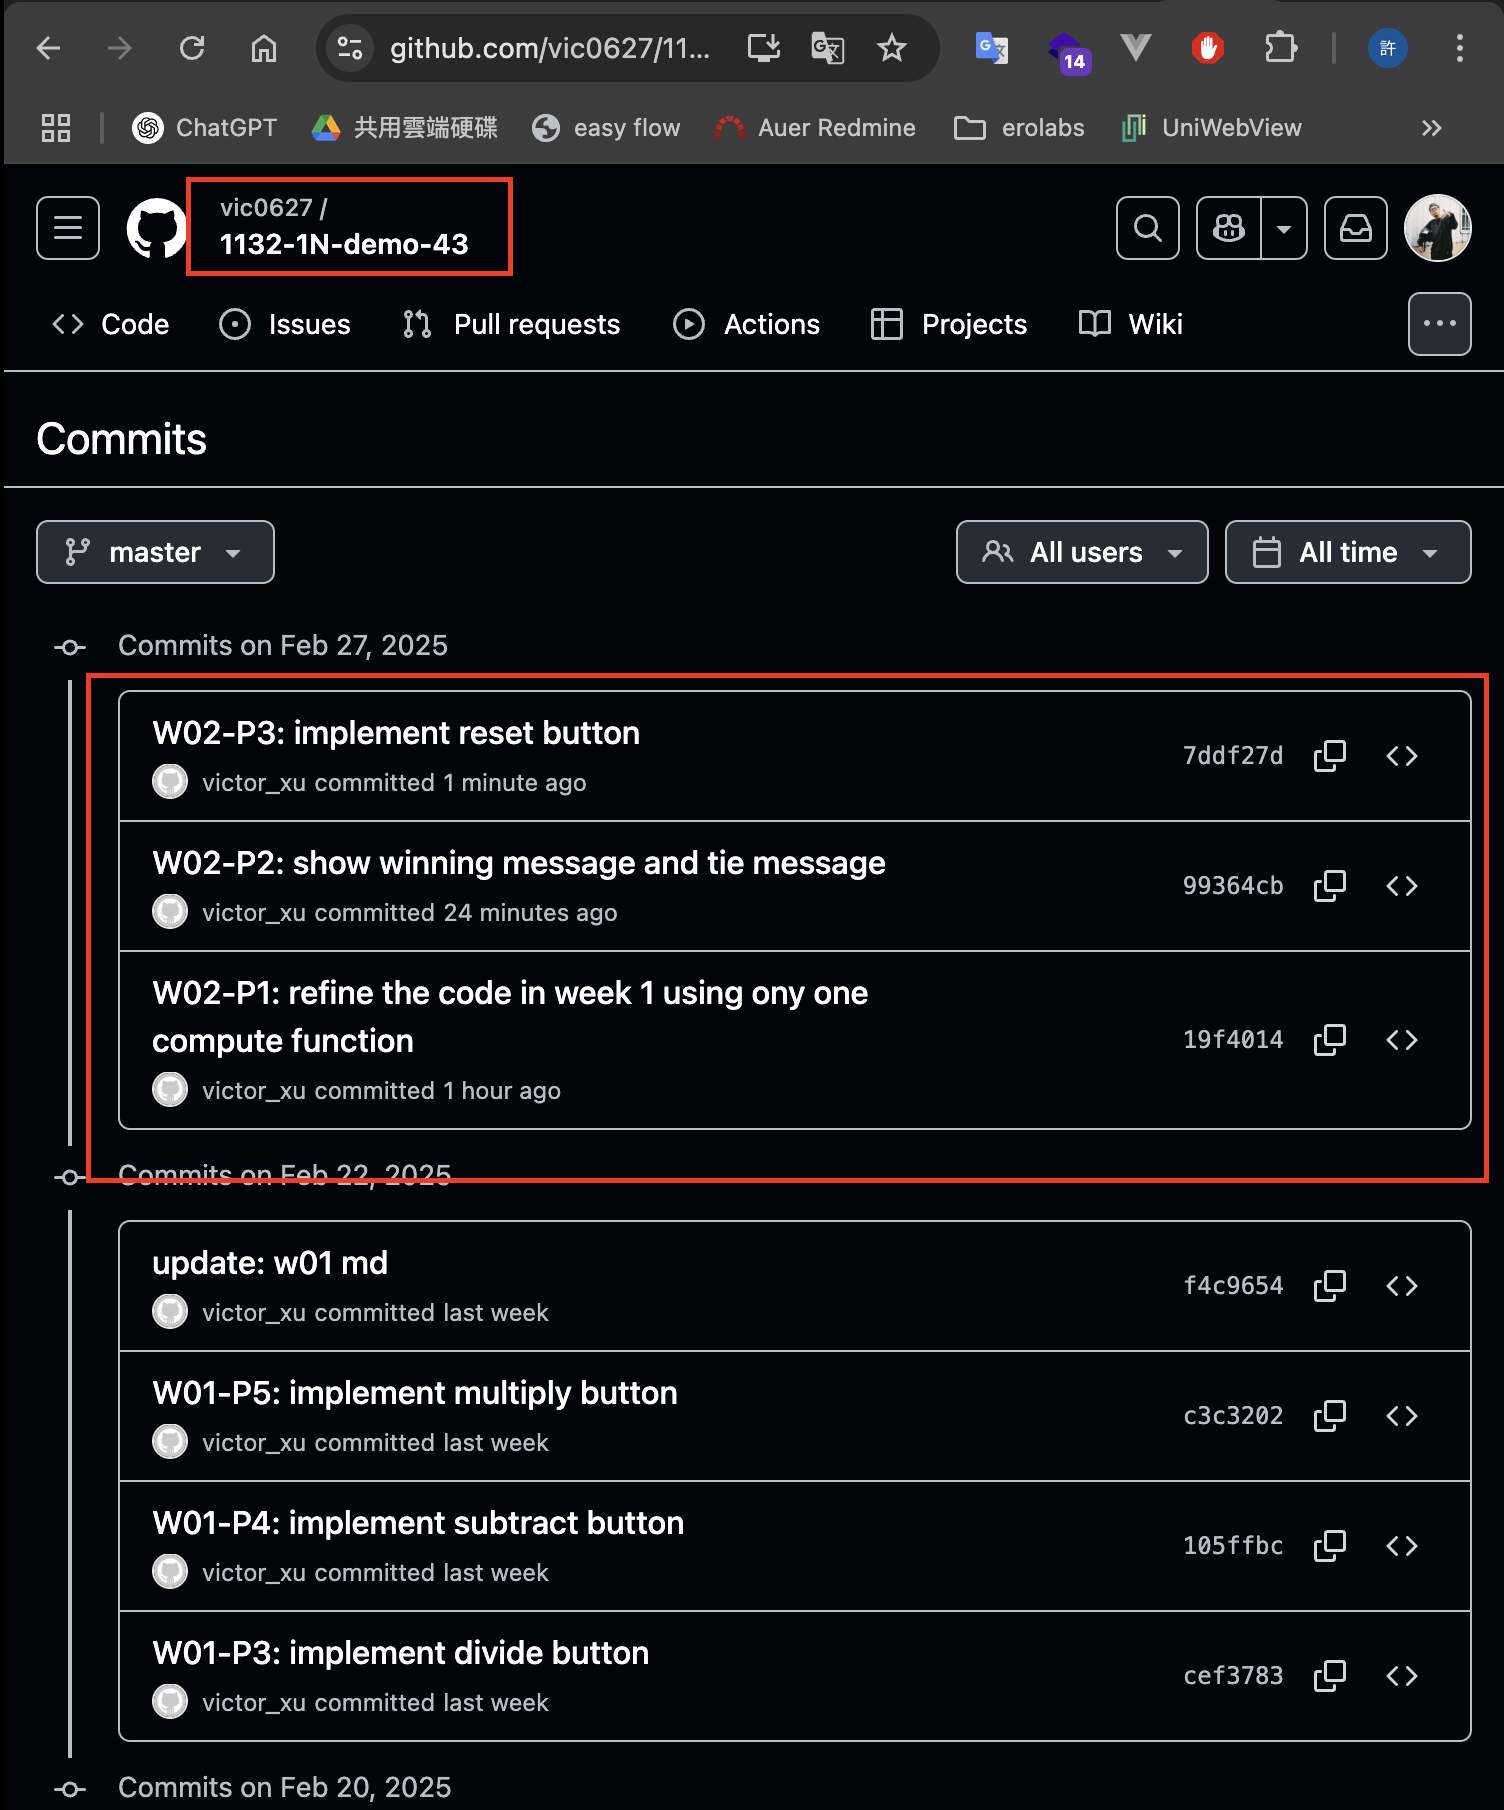 github.com/vic0627/11...
14
許
ChatGPT
共用雲端硬碟
easy flow
Auer Redmine
erolabs
UniWebView
vic0627 /
1132-1N-demo-43
Code
Issues
Pull requests
Actions
Projects
Wiki
Commits
master
All users
All time
Commits on Feb 27, 2025
W02-P3: implement reset button
7ddf27d
victor_xu committed 1 minute ago
W02-P2: show winning message and tie message
99364cb
victor_xu committed 24 minutes ago
W02-P1: refine the code in week 1 using ony one
compute function
19f4014
victor_xu committed 1 hour ago
Commits on Feb 22, 2025
update: w01 md
f4c9654
victor_xu committed last week
W01-P5: implement multiply button
c3c3202
victor_xu committed last week
W01-P4: implement subtract button
105ffbc
victor_xu committed last week
W01-P3: implement divide button
cef3783
victor_xu committed last week
Commits on Feb 20, 2025